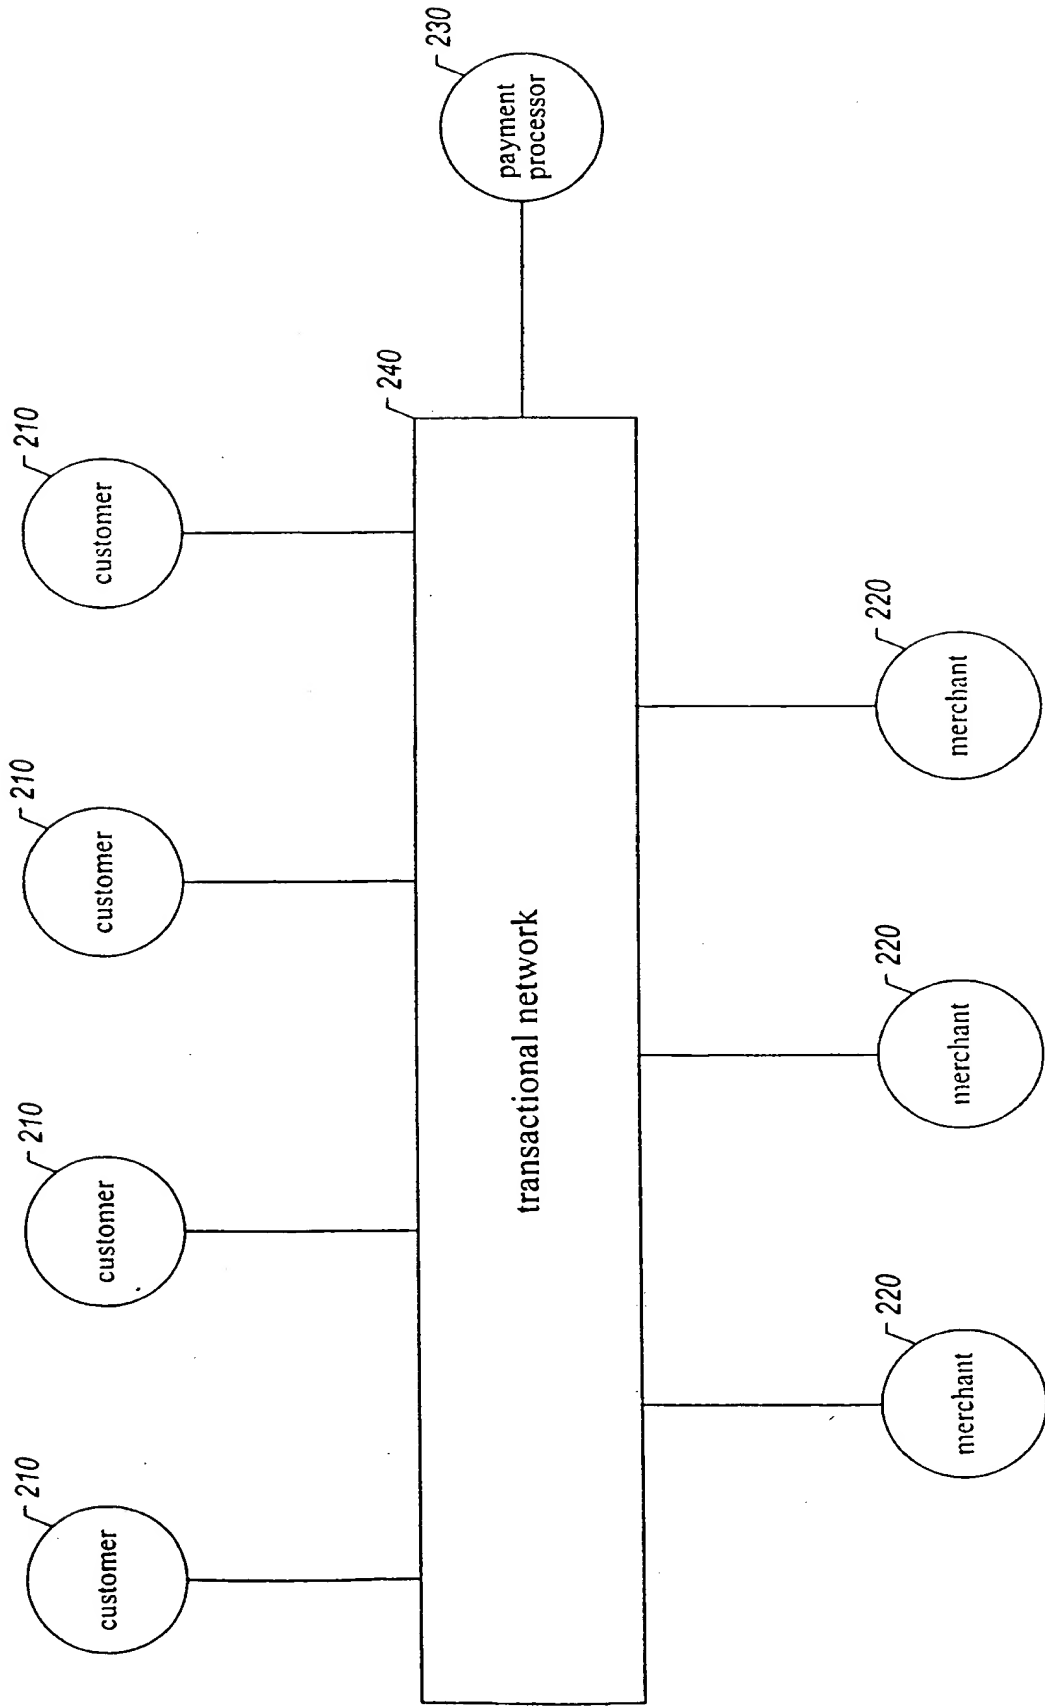 210
customer
210
customer
210
customer
210
customer
240
transactional network
230
payment
processor
220
merchant
220
merchant
220
merchant